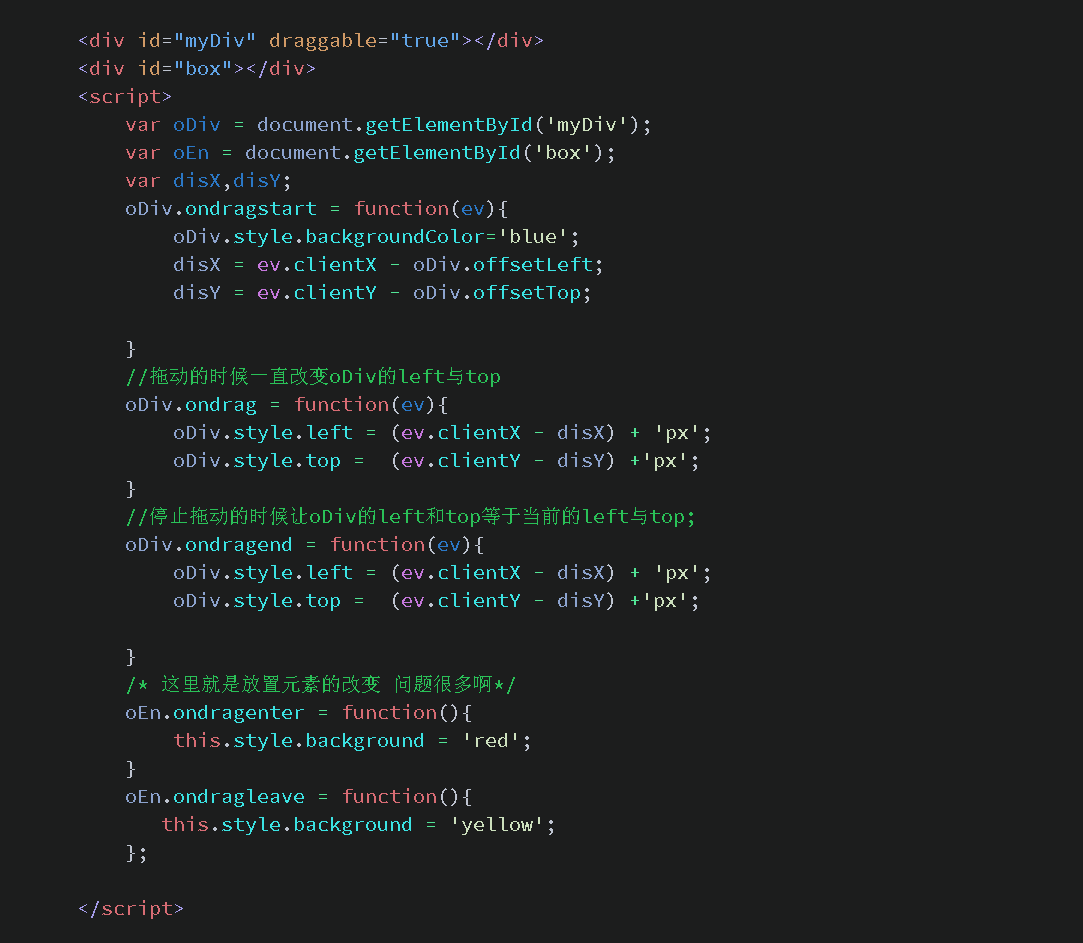 <div id="myDiv" draggable="true"></div>
<div id="box"></div>
<script>
var oDiv = document.getElementById('myDiv');
var oEn = document.getElementById('box');
var disX,disY;
oDiv.ondragstart = function(ev){
oDiv.style.backgroundColor='blue';
disX = ev.clientX - oDiv.offsetLeft;
disY = ev.clientY - oDiv.offsetTop;
}
//拖动的时候一直改变oDiv的left与top
oDiv.ondrag = function(ev){
oDiv.style.left = (ev.clientX - disX) + 'px';
oDiv.style.top =  (ev.clientY - disY) +'px';
}
//停止拖动的时候让oDiv的left和top等于当前的left与top;
oDiv.ondragend = function(ev){
oDiv.style.left = (ev.clientX - disX) + 'px';
oDiv.style.top =  (ev.clientY - disY) +'px';
}
/* 这里就是放置元素的改变 问题很多啊*/
oEn.ondragenter = function(){
this.style.background = 'red';
}
oEn.ondragleave = function(){
this.style.background = 'yellow';
};
</script>